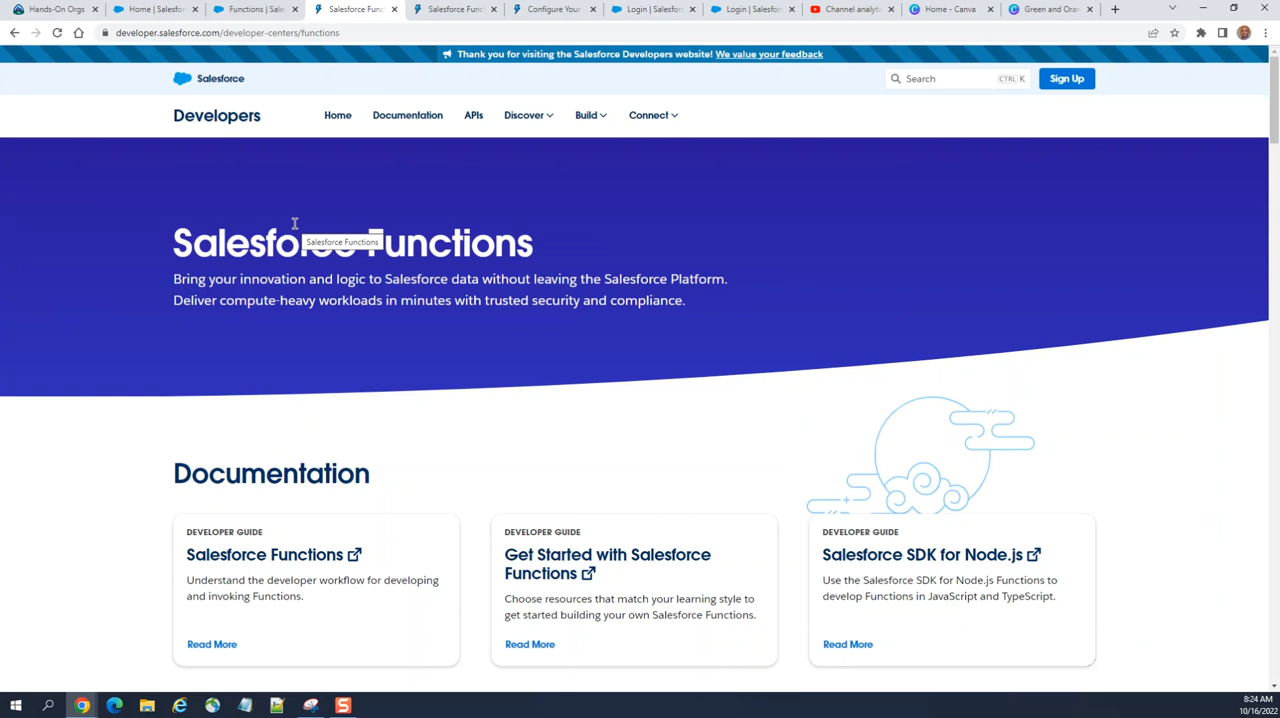 Hands-On Orgs
Home | Salesfor
Functions | Sales
Salesforce Func
Salesforce Func
Configure Your
Login | Salesfor
Login | Salesfor
Channel analyti
Home - Canva
Green and Oran
developer.salesforce.com/developer-centers/functions
Thank you for visiting the Salesforce Developers website! We value your feedback
Salesforce
Search
CTRL K
Sign Up
Developers
Home
Documentation
APIs
Discover
Build
Connect
Salesforce Functions
Salesforce Functions
Bring your innovation and logic to Salesforce data without leaving the Salesforce Platform.
Deliver compute-heavy workloads in minutes with trusted security and compliance.
Documentation
DEVELOPER GUIDE
Salesforce Functions
Understand the developer workflow for developing
and invoking Functions.
Read More
DEVELOPER GUIDE
Get Started with Salesforce
Functions
Choose resources that match your learning style to
get started building your own Salesforce Functions.
Read More
DEVELOPER GUIDE
Salesforce SDK for Node.js
Use the Salesforce SDK for Node.js Functions to
develop Functions in JavaScript and TypeScript.
Read More
8:24 AM
10/16/2022